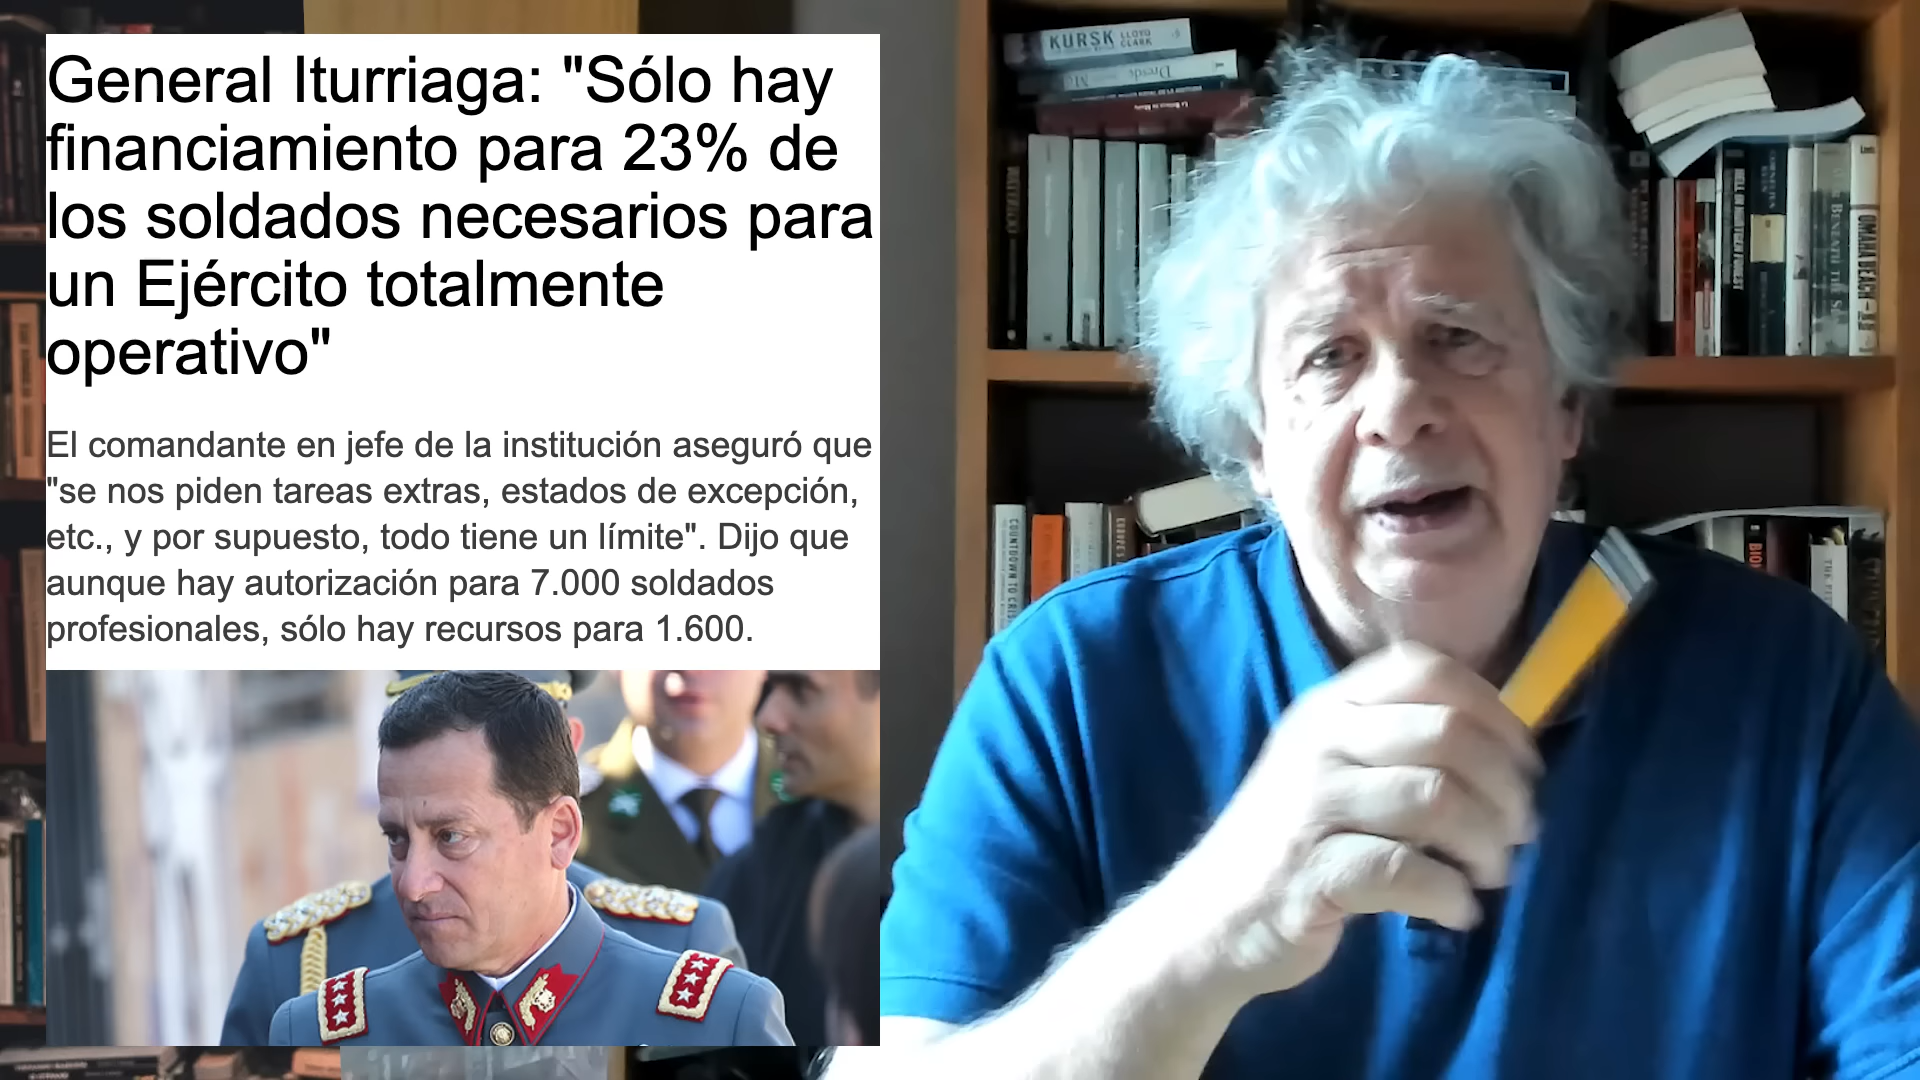 General Iturriaga: "Sólo hay
financiamiento para 23% de
los soldados necesarios para
un Ejército totalmente
operativo"
El comandante en jefe de la institución aseguró que
"se nos piden tareas extras, estados de excepción,
etc., y por supuesto, todo tiene un límite". Dijo que
aunque hay autorización para 7.000 soldados
profesionales, sólo hay recursos para 1.600.
KURSK LLOYD CLARK
Dresde
OMAHA BEACH
COUNTDOWN TO